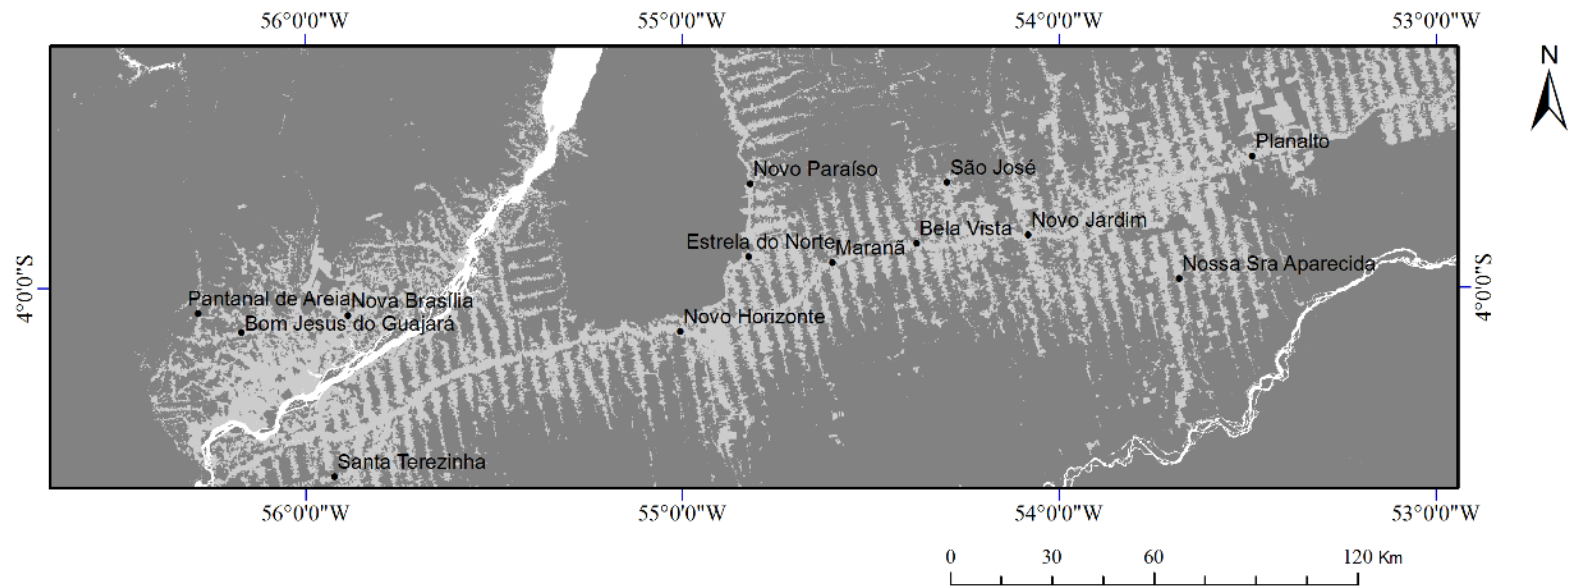 56°0'0"W 55°0'0"W 54°0'0"W 53°0'0"W
N
Planalto
Novo Paraíso
São José
Novo Jardim
Bela Vista
Estrela do Norte
Maranã
Nossa Sra Aparecida
4°0'0"S
4°0'0"S
Pantanal de Areia
Nova Brasília
Novo Horizonte
Bom Jesus do Guajará
Santa Terezinha
56°0'0"W 55°0'0"W 54°0'0"W 53°0'0"W
0 30 60 120 Km